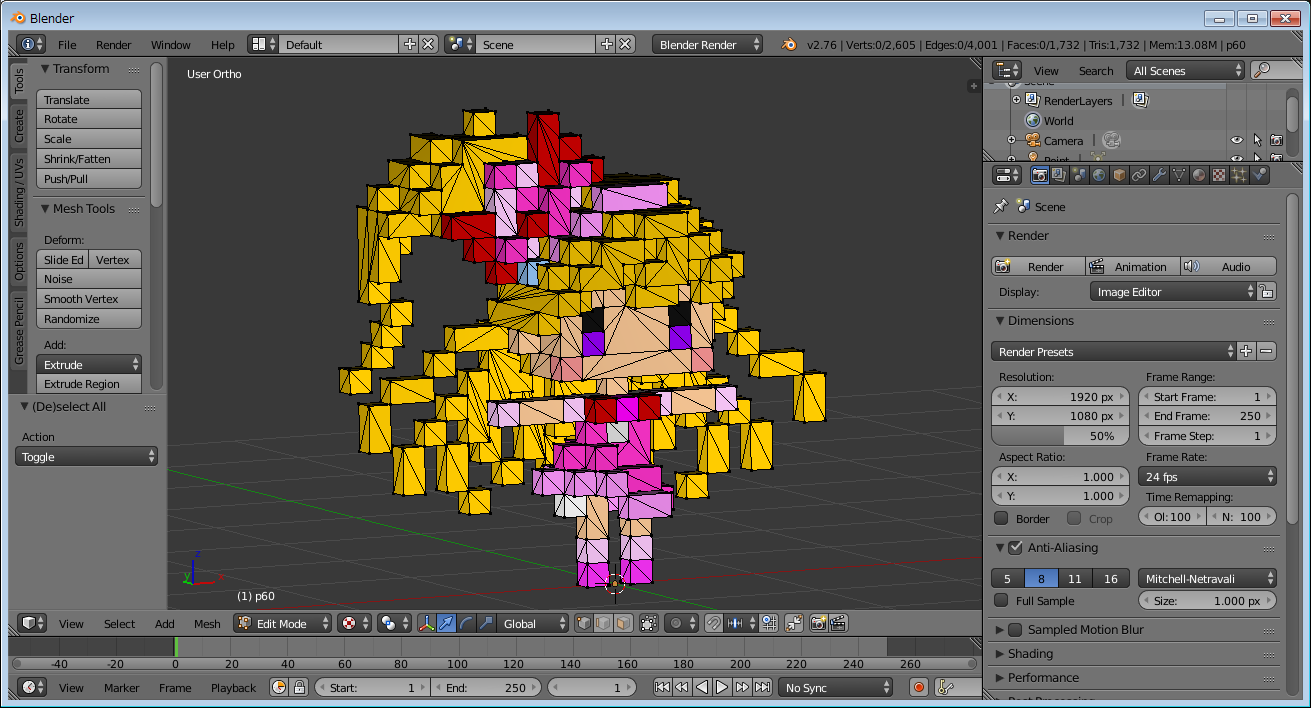 Blender
File Render Window Help Default Scene Blender Render v2.76 | Verts:0/2,605 | Edges:0/4,001 | Faces:0/1,732 | Tris:1,732 | Mem:13.08M | p60
Tools
Create
Shading / UVs
Options
Grease Pencil
Transform
Translate
Rotate
Scale
Shrink/Fatten
Push/Pull
Mesh Tools
Deform:
Slide Ed Vertex
Noise
Smooth Vertex
Randomize
Add:
Extrude
Extrude Region
(De)select All
Action
Toggle
User Ortho
z
y
x
(1) p60
View Select Add Mesh Edit Mode Global
-40 -20 0 20 40 60 80 100 120 140 160 180 200 220 240 260
View Marker Frame Playback Start: 1 End: 250 1 No Sync
View Search All Scenes
Scene
RenderLayers |
World
Camera |
Point
Scene
Render
Render Animation Audio
Display: Image Editor
Dimensions
Render Presets
Resolution: Frame Range:
X: 1920 px Start Frame: 1
Y: 1080 px End Frame: 250
50% Frame Step: 1
Aspect Ratio: Frame Rate:
X: 1.000 24 fps
Y: 1.000 Time Remapping:
Border Crop Ol: 100 N: 100
Anti-Aliasing
5 8 11 16 Mitchell-Netravali
Full Sample Size: 1.000 px
Sampled Motion Blur
Shading
Performance
Post Processing